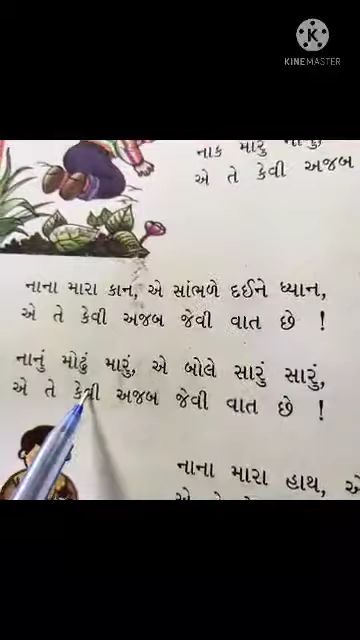 KINEMASTER
નાક મારું
એ તે કેવી અજબ
નાના મારા કાન, એ સાંભળે દઈને ધ્યાન,
એ તે કેવી અજબ જેવી વાત છે !
નાનું મોઢું મારું, એ બોલે સારું સારું,
એ તે કેવી અજબ જેવી વાત છે !
નાના મારા હાથ, એ